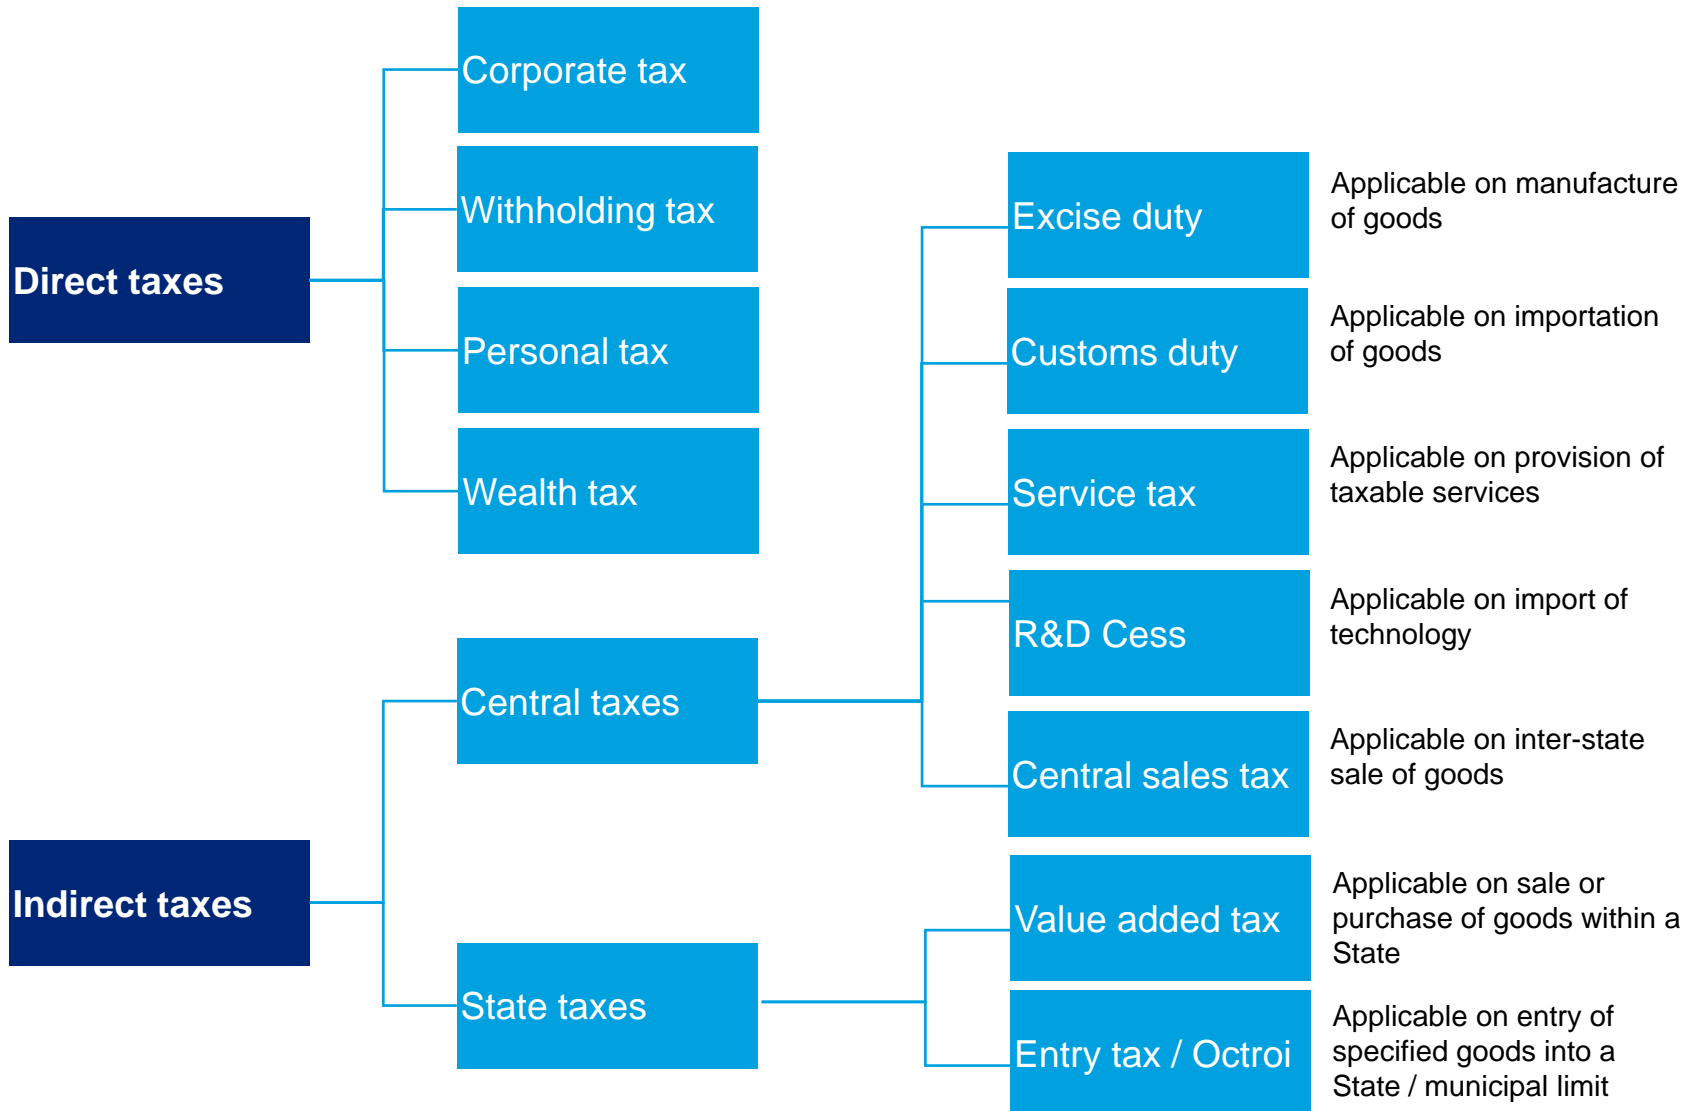 Direct taxes
Corporate tax
Withholding tax
Personal tax
Wealth tax
Indirect taxes
Central taxes
Excise duty
Applicable on manufacture
of goods
Customs duty
Applicable on importation
of goods
Service tax
Applicable on provision of
taxable services
R&D Cess
Applicable on import of
technology
Central sales tax
Applicable on inter-state
sale of goods
State taxes
Value added tax
Applicable on sale or
purchase of goods within a
State
Entry tax / Octroi
Applicable on entry of
specified goods into a
State / municipal limit